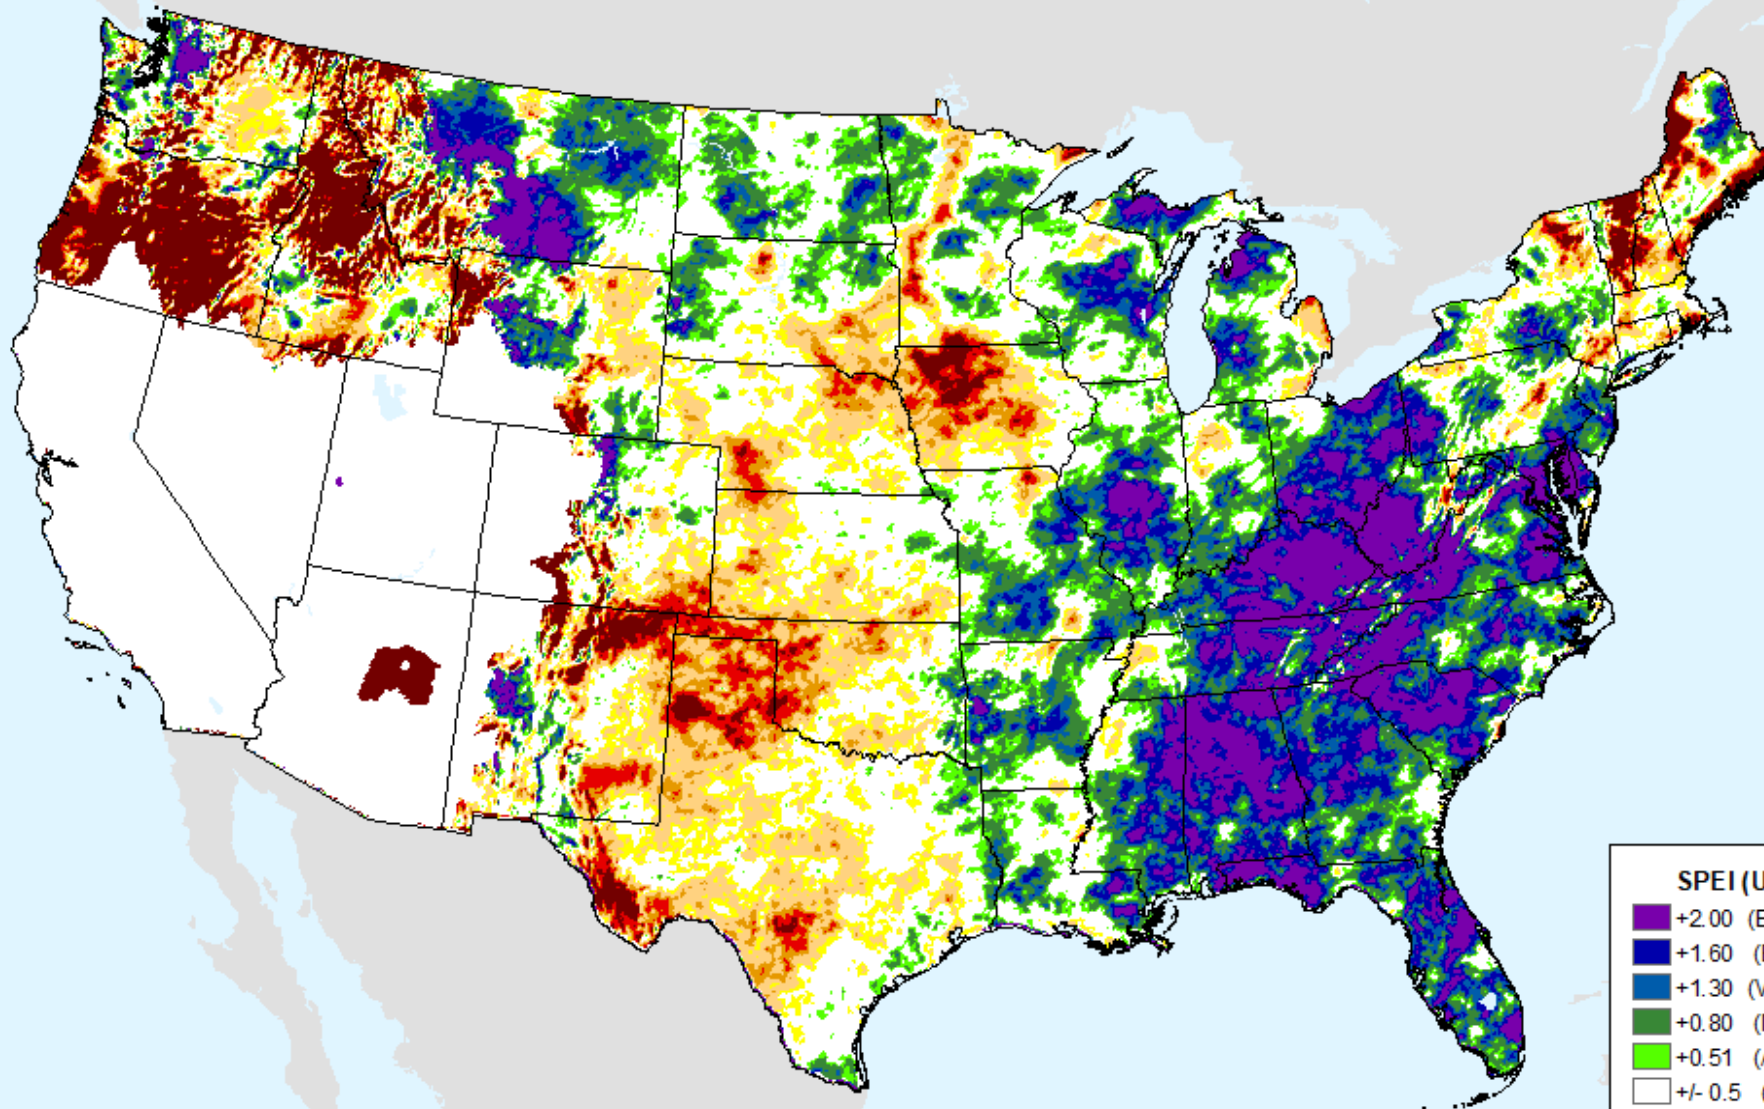 SPEI (U
+2.00 (E
+1.60 (
+1.30 (V
+0.80 (
+0.51 (
+/- 0.5 (